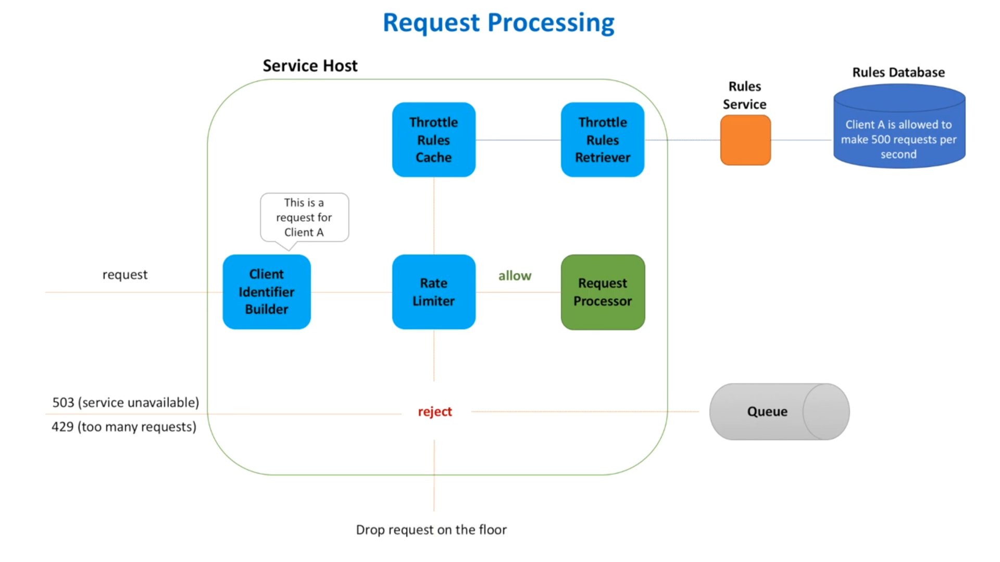 Request Processing
Service Host
Rules Database
Rules
Service
Throttle
Rules
Cache
Throttle
Rules
Retriever
Client A is allowed to
make 500 requests per
second
This is a
request for
Client A
request
Client
Identifier
Builder
Rate
Limiter
allow
Request
Processor
503 (service unavailable)
429 (too many requests)
reject
Queue
Drop request on the floor